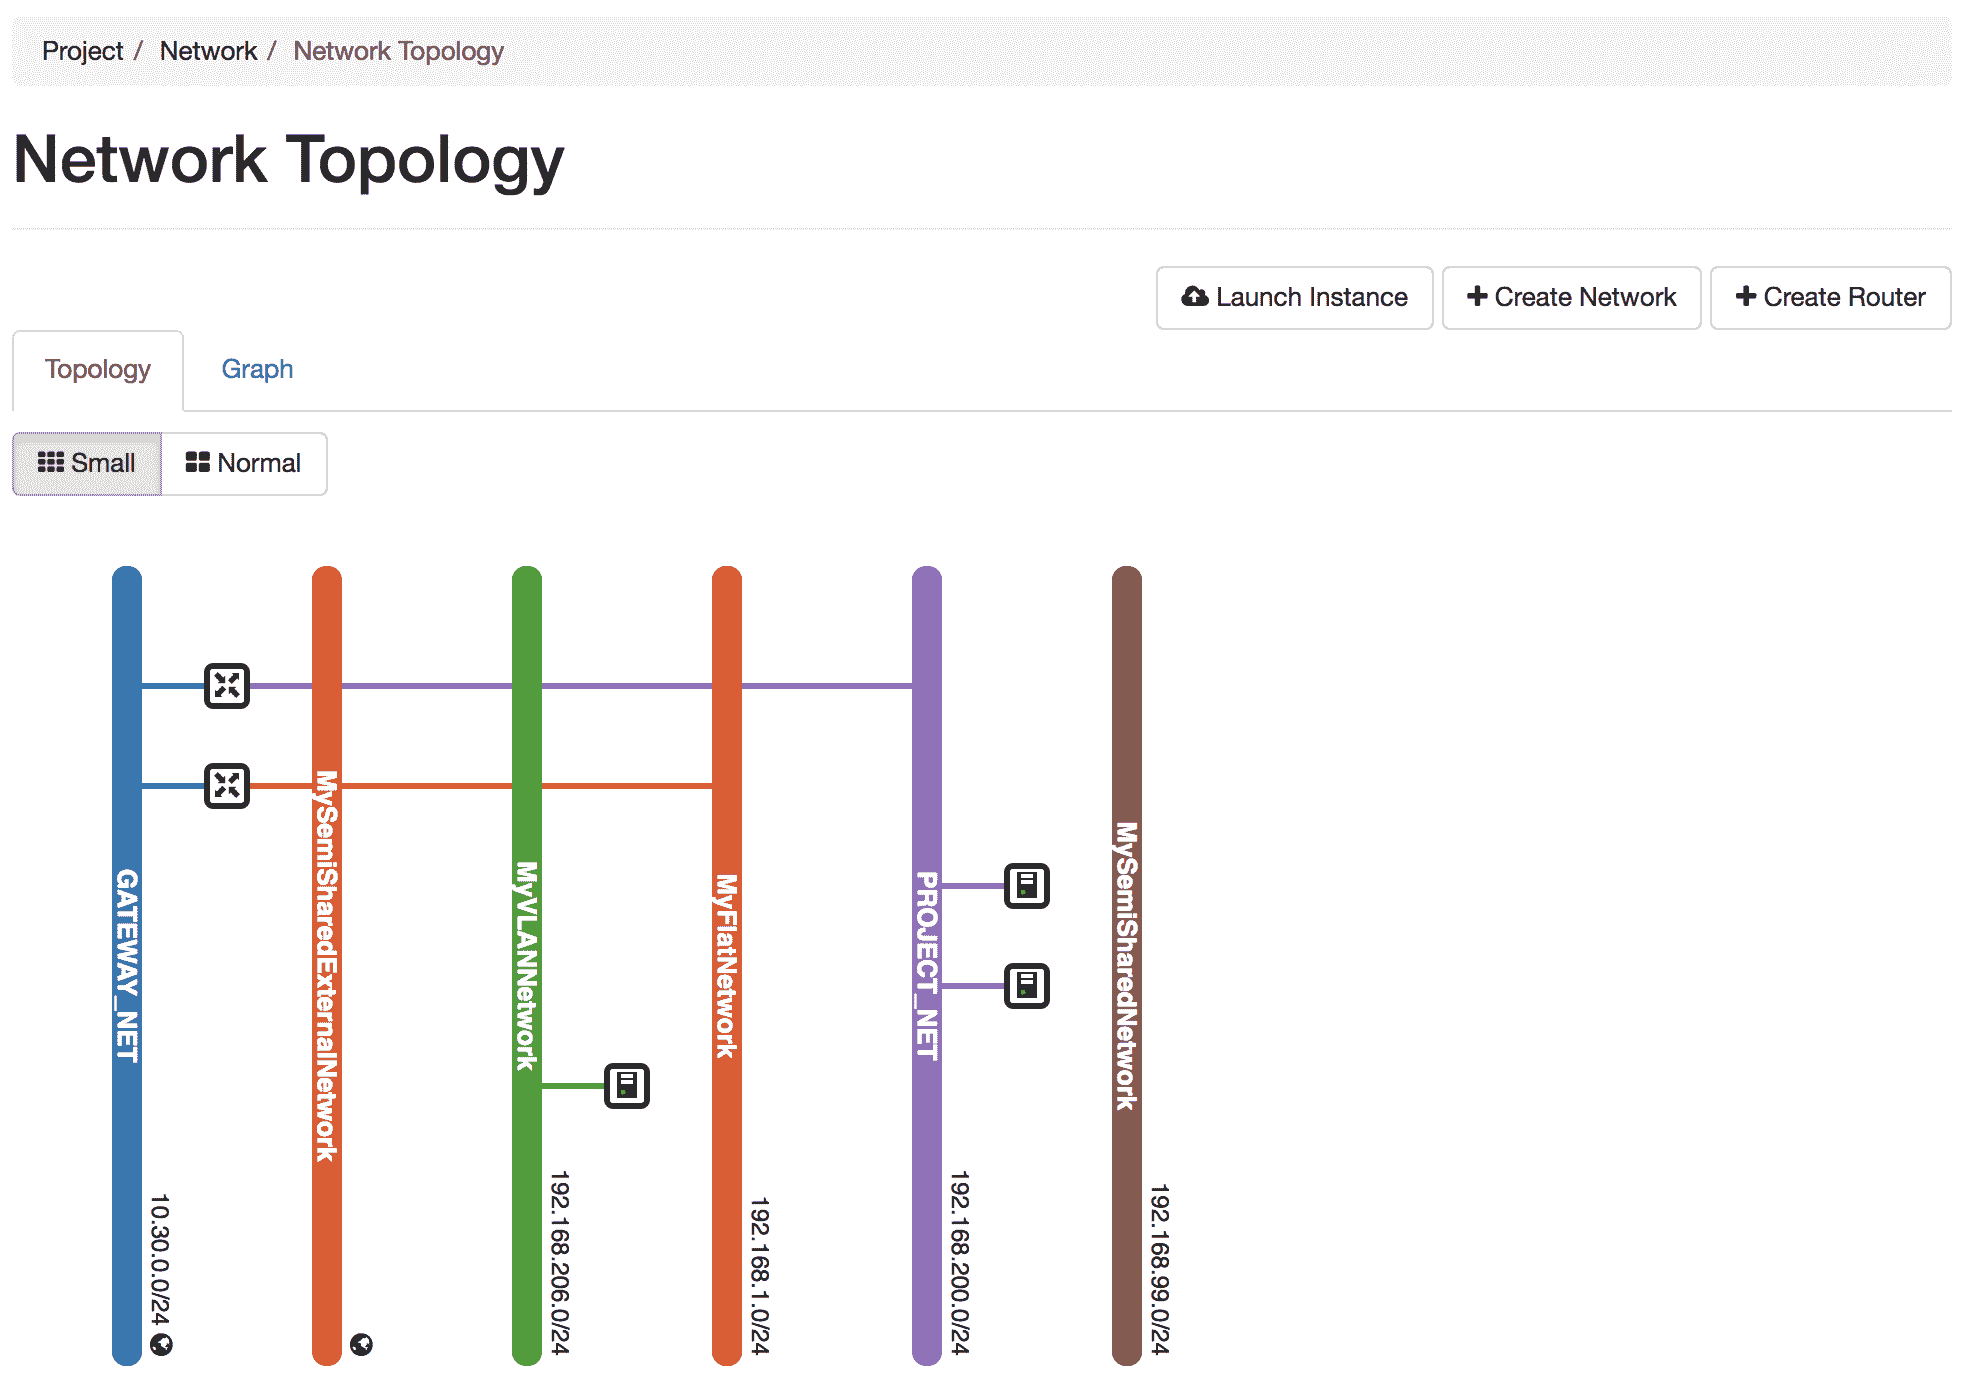 Project / Network / Network Topology
Network Topology
Launch Instance
Create Network
Create Router
Topology
Graph
Small
Normal
GATEWAY_NET
10.30.0.0/24
MySemiSharedExternalNetwork
MyVLANNetwork
192.168.206.0/24
MyFlatNetwork
192.168.1.0/24
PROJECT_NET
192.168.200.0/24
MySemiSharedNetwork
192.168.99.0/24